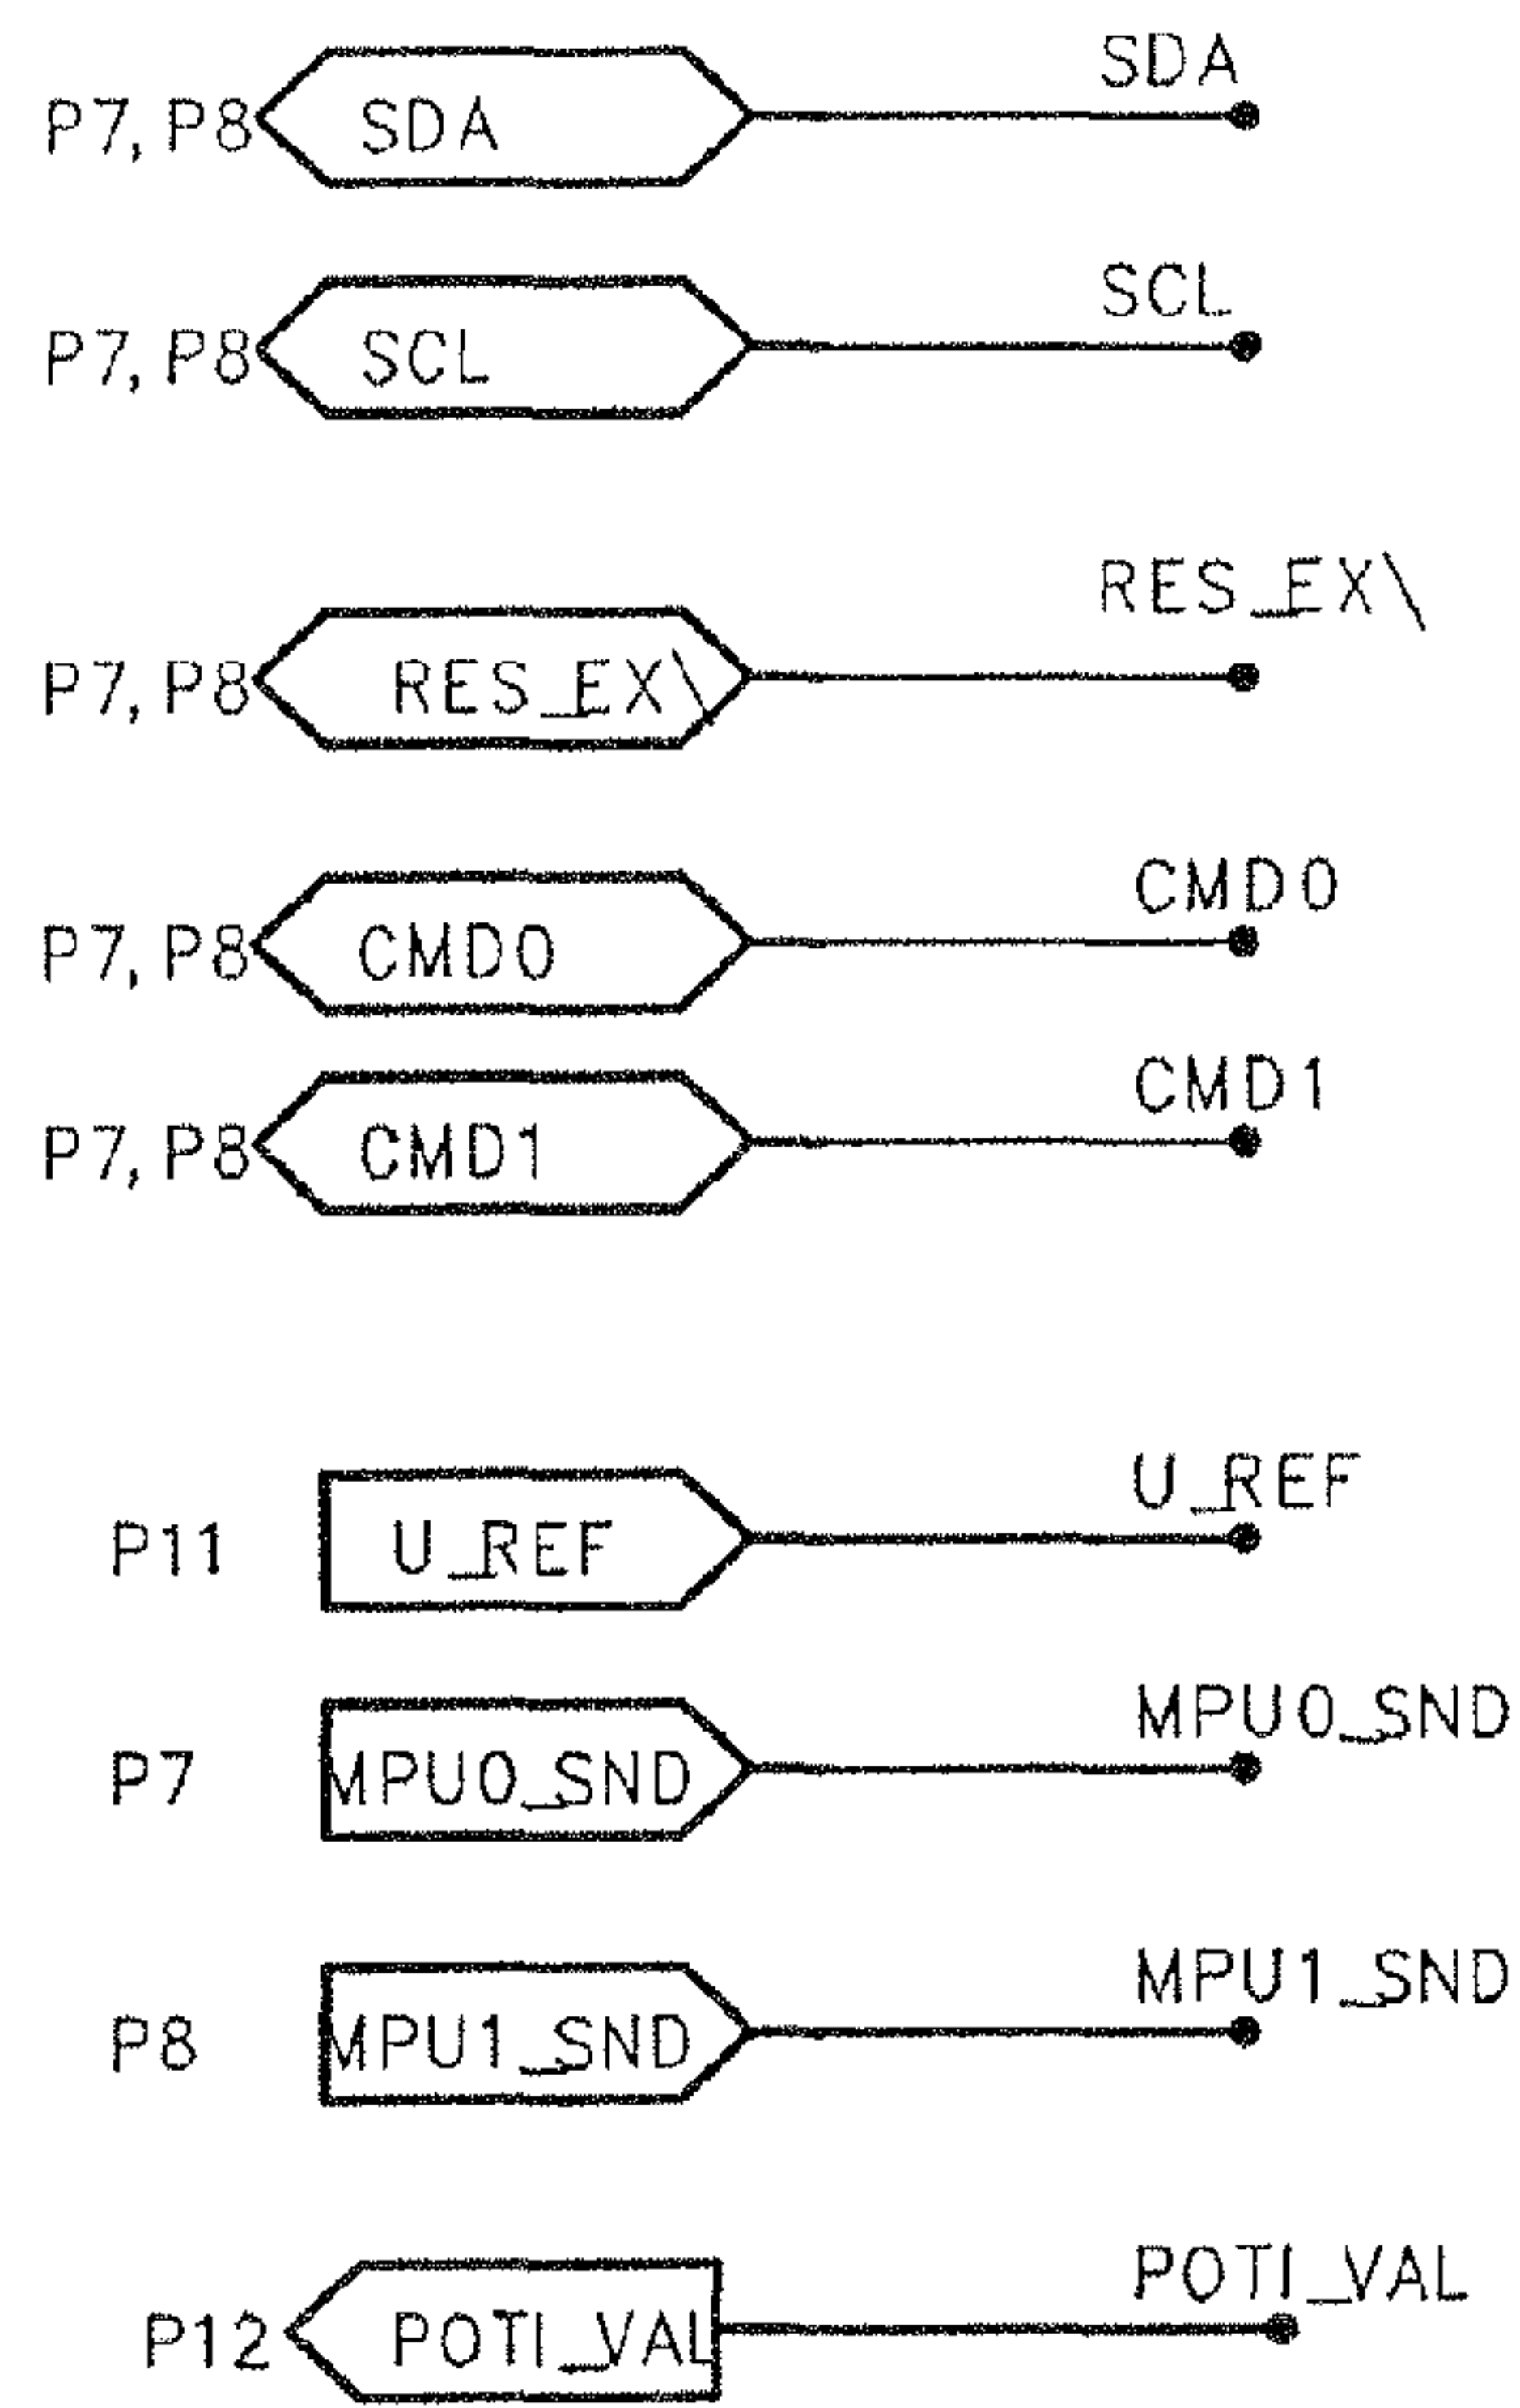 SDA
P7, P8 SDA
SCL
P7, P8 SCL
RES_EX\
P7, P8 RES_EX\
CMD0
P7, P8 CMD0
CMD1
P7, P8 CMD1
U_REF
P11 U_REF
MPU0_SND
P7 MPU0_SND
MPU1_SND
P8 MPU1_SND
POTI_VAL
P12 POTI_VAL